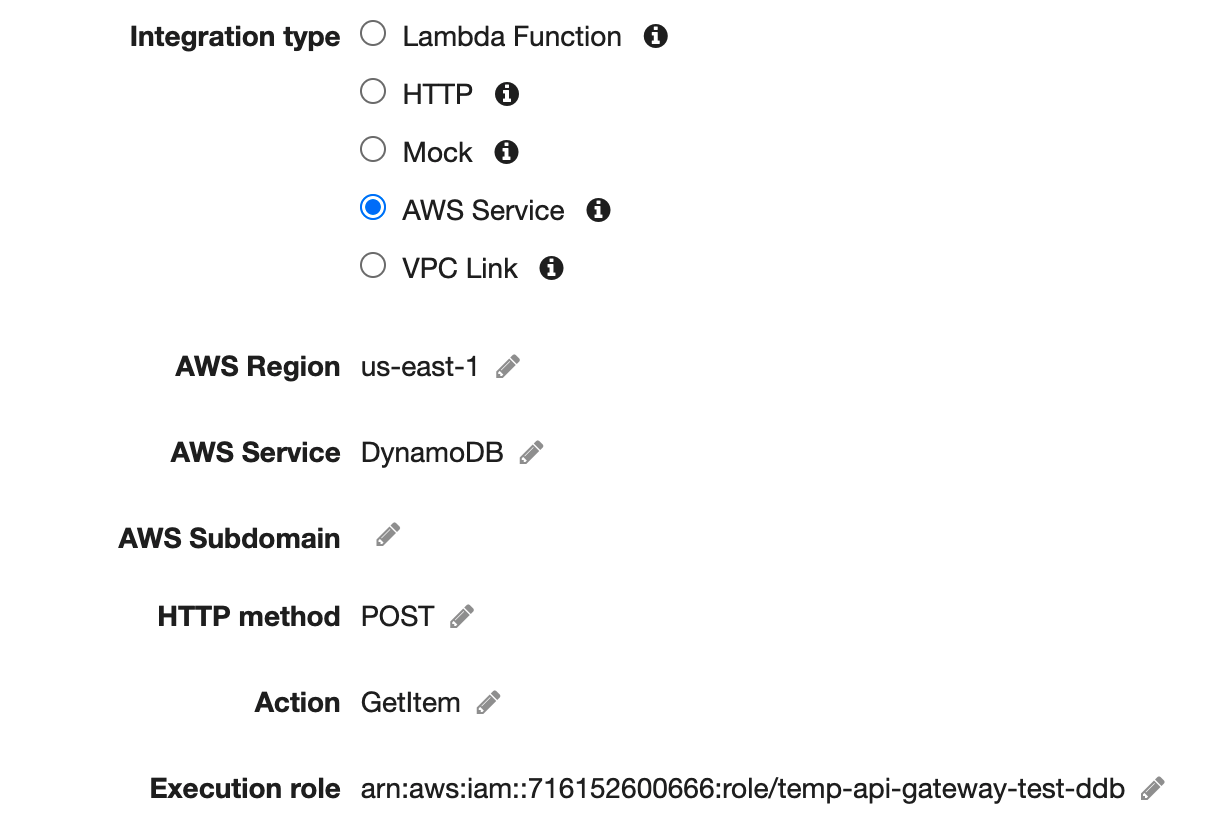 Integration type Lambda Function
HTTP
Mock
AWS Service
VPC Link
AWS Region us-east-1
AWS Service DynamoDB
AWS Subdomain
HTTP method POST
Action GetItem
Execution role arn:aws:iam::716152600666:role/temp-api-gateway-test-ddb